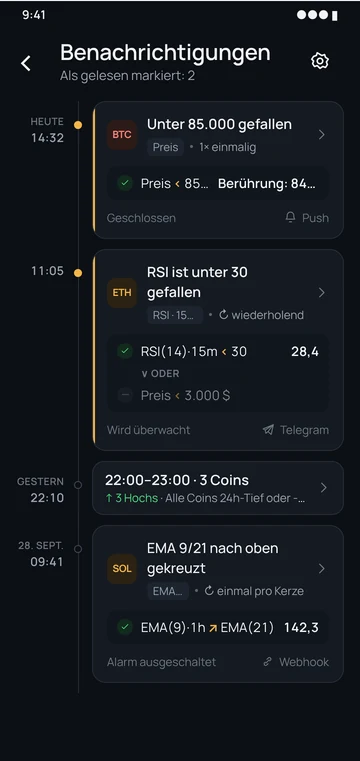 9:41
Benachrichtigungen
Als gelesen markiert: 2
HEUTE
14:32
BTC
Unter 85.000 gefallen
Preis • 1× einmalig
Preis < 85… Berührung: 84…
Geschlossen
Push
11:05
ETH
RSI ist unter 30
gefallen
RSI · 15… • wiederholend
RSI(14)·15m < 30 28,4
∨ ODER
Preis < 3.000 $
Wird überwacht
Telegram
GESTERN
22:10
22:00–23:00 · 3 Coins
↑ 3 Hochs · Alle Coins 24h-Tief oder -…
28. SEPT.
09:41
SOL
EMA 9/21 nach oben
gekreuzt
EMA… • einmal pro Kerze
EMA(9)·1h ↗ EMA(21) 142,3
Alarm ausgeschaltet
Webhook